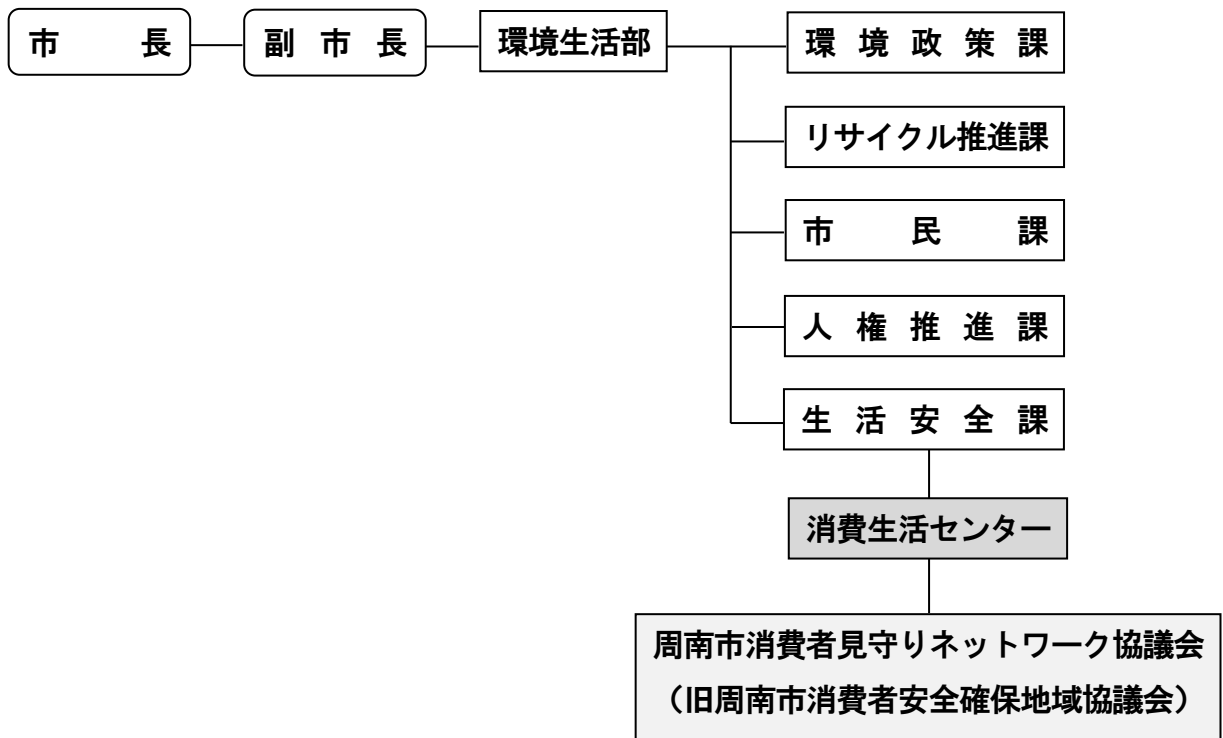 市長
副市長
環境生活部
環境政策課
リサイクル推進課
市民課
人権推進課
生活安全課
消費生活センター
周南市消費者見守りネットワーク協議会
（旧周南市消費者安全確保地域協議会）